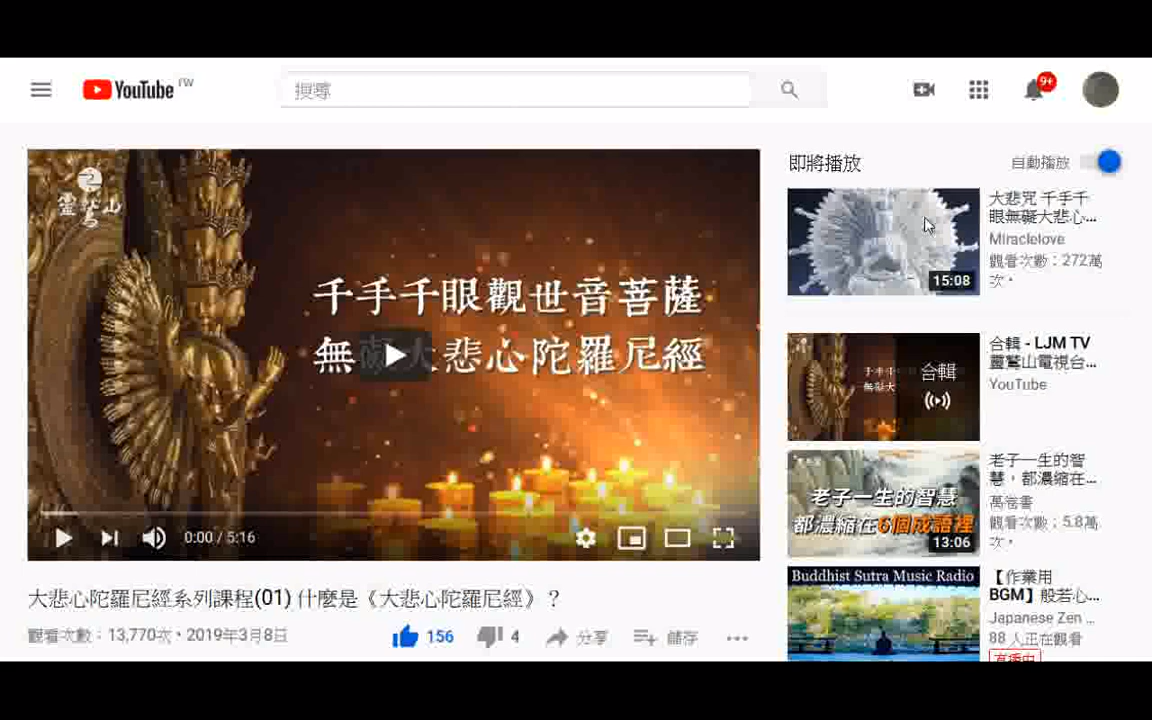 YouTube TW
搜尋
9+
靈鷲山
千手千眼觀世音菩薩
無礙大悲心陀羅尼經
0:00 / 5:16
大悲心陀羅尼經系列課程(01) 什麼是《大悲心陀羅尼經》？
觀看次數：13,770次・2019年3月8日
156
4
分享
儲存
即將播放
自動播放
15:08
大悲咒 千手千
眼無礙大悲心...
Miraclelove
觀看次數：272萬
次・
千手千
無礙大
合輯
合輯 - LJM TV
靈鷲山電視台...
YouTube
老子一生的智慧
都濃縮在6個成語裡
13:06
老子一生的智
慧，都濃縮在...
萬卷書
觀看次數：5.8萬
次・
Buddhist Sutra Music Radio
【作業用
BGM】般若心...
Japanese Zen ...
88 人正在觀看
直播中